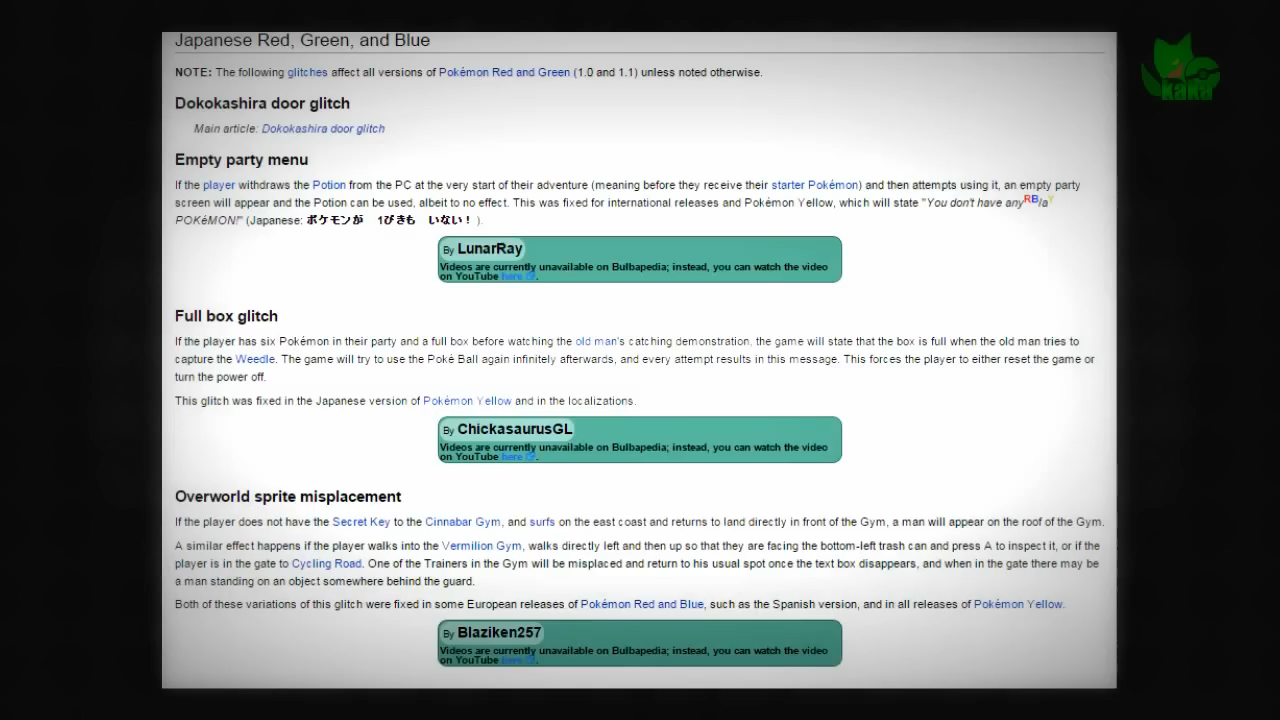 Japanese Red, Green, and Blue
NOTE: The following glitches affect all versions of Pokémon Red and Green (1.0 and 1.1) unless noted otherwise.
Dokokashira door glitch
Main article: Dokokashira door glitch
Empty party menu
If the player withdraws the Potion from the PC at the very start of their adventure (meaning before they receive their starter Pokémon) and then attempts using it, an empty party
screen will appear and the Potion can be used, albeit to no effect. This was fixed for international releases and Pokémon Yellow, which will state "You don't have anyRB/aY
POKéMON!" (Japanese: ポケモンが　1ぴきも　いない！ ).
By LunarRay
Videos are currently unavailable on Bulbapedia; instead, you can watch the video
on YouTube here.
Full box glitch
If the player has six Pokémon in their party and a full box before watching the old man's catching demonstration, the game will state that the box is full when the old man tries to
capture the Weedle. The game will try to use the Poké Ball again infinitely afterwards, and every attempt results in this message. This forces the player to either reset the game or
turn the power off.
This glitch was fixed in the Japanese version of Pokémon Yellow and in the localizations.
By ChickasaurusGL
Videos are currently unavailable on Bulbapedia; instead, you can watch the video
on YouTube here.
Overworld sprite misplacement
If the player does not have the Secret Key to the Cinnabar Gym, and surfs on the east coast and returns to land directly in front of the Gym, a man will appear on the roof of the Gym.
A similar effect happens if the player walks into the Vermilion Gym, walks directly left and then up so that they are facing the bottom-left trash can and press A to inspect it, or if the
player is in the gate to Cycling Road. One of the Trainers in the Gym will be misplaced and return to his usual spot once the text box disappears, and when in the gate there may be
a man standing on an object somewhere behind the guard.
Both of these variations of this glitch were fixed in some European releases of Pokémon Red and Blue, such as the Spanish version, and in all releases of Pokémon Yellow.
By Blaziken257
Videos are currently unavailable on Bulbapedia; instead, you can watch the video
on YouTube here.
KaKa